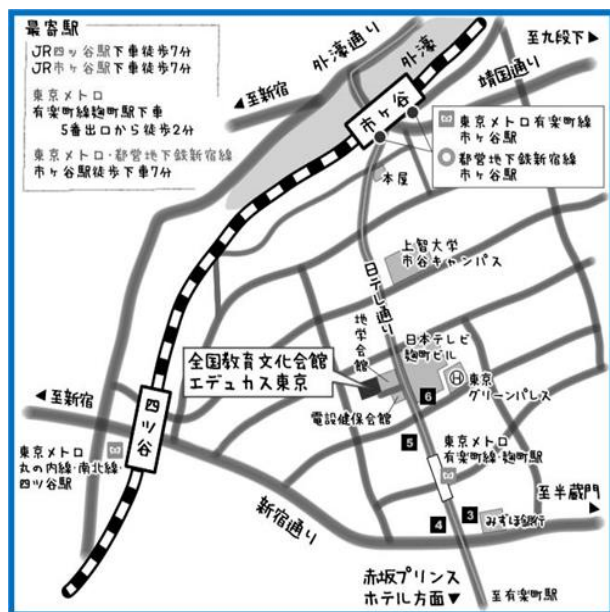 最寄駅
JR四ッ谷駅下車徒歩7分
JR市ヶ谷駅下車徒歩7分
東京メトロ
有楽町線麹町駅下車
5番出口から徒歩2分
東京メトロ・都営地下鉄新宿線
市ヶ谷駅徒歩下車7分
外濠通り
外濠
至九段下▶
靖国通り
◀至新宿
市ヶ谷
東京メトロ有楽町線
市ヶ谷駅
都営地下鉄新宿線
市ヶ谷駅
本屋
上智大学
市谷キャンパス
日テレ通り
地学会館
日本テレビ
麹町ビル
全国教育文化会館
エデュカス東京
H
東京
グリーンパレス
6
電設健保会館
◀至新宿
四ッ谷
5
東京メトロ
有楽町線・麹町駅
東京メトロ
丸の内線・南北線・
四ッ谷駅
新宿通り
至半蔵門
▶
4
3
みずほ銀行
赤坂プリンス
ホテル方面▼
至有楽町駅